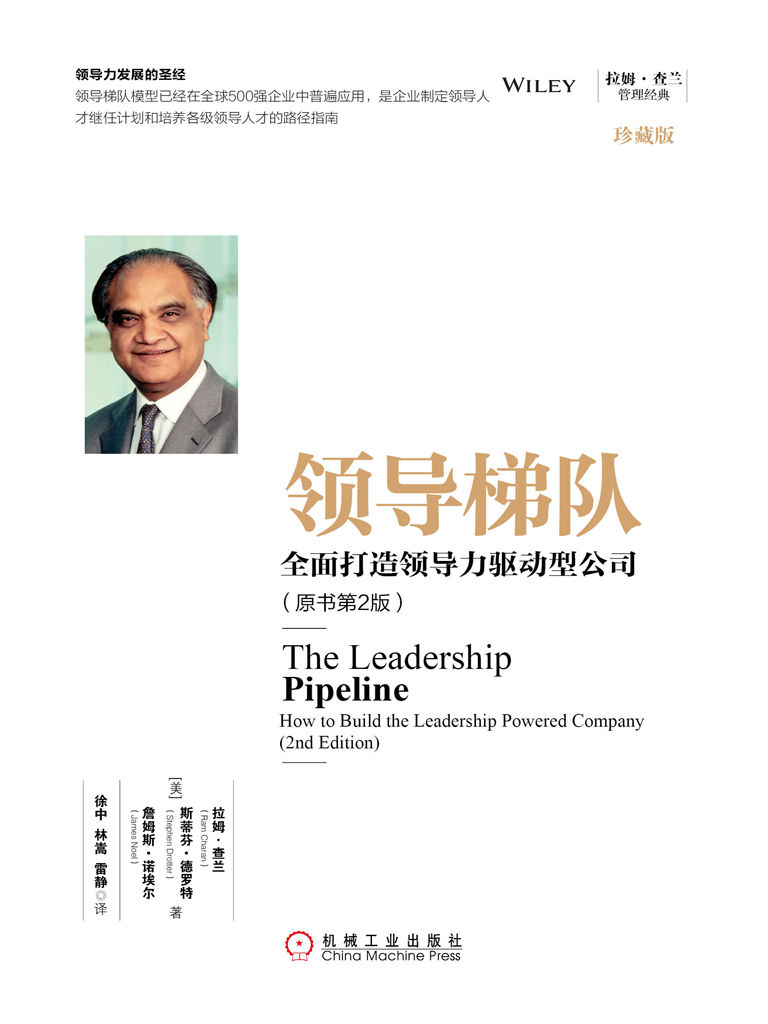 领导力发展的圣经
领导梯队模型已经在全球500强企业中普遍应用，是企业制定领导人
才继任计划和培养各级领导人才的路径指南
WILEY
拉姆·查兰
管理经典
珍藏版
领导梯队
全面打造领导力驱动型公司
（原书第2版）
The Leadership
Pipeline
How to Build the Leadership Powered Company
(2nd Edition)
[美]
拉姆·查兰
(Ram Charan)
斯蒂芬·德罗特
(Stephen Drotter)
詹姆斯·诺埃尔
(James Noel)
著
徐中 林嵩 雷静◎译
机械工业出版社
China Machine Press